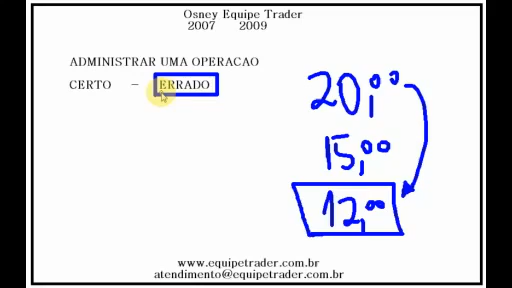 Osney Equipe Trader
2007 2009
ADMINISTRAR UMA OPERACAO
CERTO - ERRADO
20,00
15,00
12,00
www.equipetrader.com.br
atendimento@equipetrader.com.br